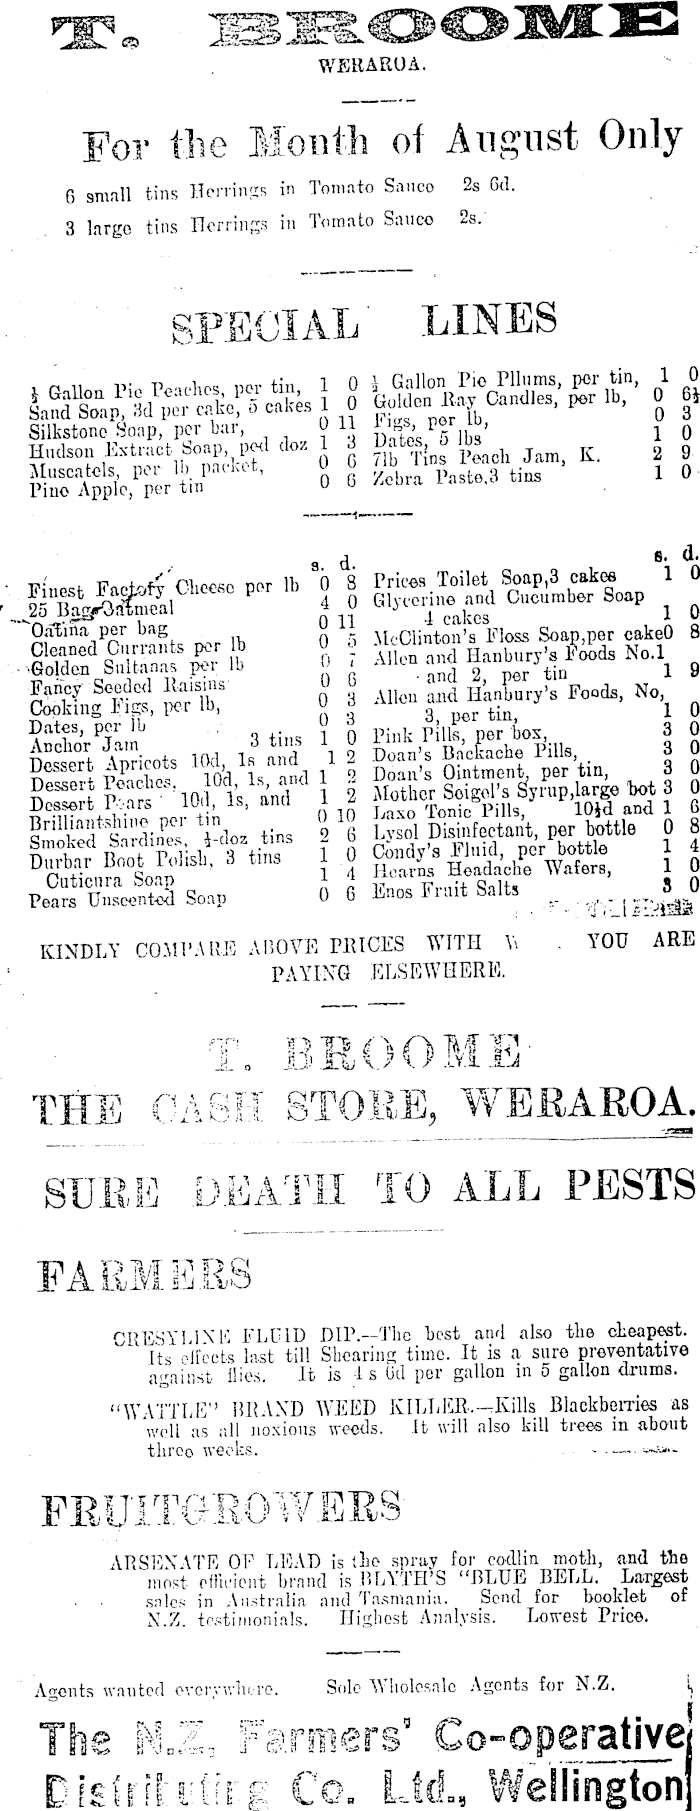 T. BROOME
WERAROA.
For the Month of August Only
6 small tins Herrings in Tomato Sauce 2s 6d.
3 large tins Herrings in Tomato Sauce 2s.
SPECIAL LINES
½ Gallon Pie Peaches, per tin, 1 0
Sand Soap, 3d per cake, 5 cakes 1 0
Silkstone Soap, per bar, 0 11
Hudson Extract Soap, ped doz 1 3
Muscatels, per lb packet, 0 6
Pine Apple, per tin 0 6
½ Gallon Pie Pllums, per tin, 1 0
Golden Ray Candles, per lb, 0 6½
Figs, per lb, 0 3
Dates, 5 lbs 1 0
7lb Tins Peach Jam, K. 2 9
Zebra Paste,3 tins 1 0
s. d.
Finest Factofy Cheese per lb 0 8
25 Bag Oatmeal 4 0
Oatina per bag 0 11
Cleaned Currants per lb 0 5
Golden Sultanas per lb 0 7
Fancy Seeded Raisins 0 6
Cooking Figs, per lb, 0 3
Dates, per lb 0 3
Anchor Jam 3 tins 1 0
Dessert Apricots 10d, 1s and 1 2
Dessert Peaches, 10d, 1s, and 1 2
Dessert Pears 10d, 1s, and 1 2
Brilliantshine per tin 0 10
Smoked Sardines, ½-doz tins 2 6
Durbar Boot Polish, 3 tins 1 0
Cuticura Soap 1 4
Pears Unscented Soap 0 6
s. d.
Prices Toilet Soap,3 cakes 1 0
Glycerine and Cucumber Soap
4 cakes 1 0
McClinton's Floss Soap,per cake0 8
Allen and Hanbury's Foods No.1
and 2, per tin 1 9
Allen and Hanbury's Foods, No,
3, per tin, 1 0
Pink Pills, per box, 3 0
Doan's Backache Pills, 3 0
Doan's Ointment, per tin, 3 0
Mother Seigel's Syrup,large bot 3 0
Laxo Tonic Pills, 10½d and 1 6
Lysol Disinfectant, per bottle 0 8
Condy's Fluid, per bottle 1 4
Hearns Headache Wafers, 1 0
Enos Fruit Salts 3 0
KINDLY COMPARE ABOVE PRICES WITH YOU ARE
PAYING ELSEWHERE.
T. BROOME
THE CASH STORE, WERAROA.
SURE DEATH TO ALL PESTS
FARMERS
CRESYLINE FLUID DIP.--The best and also the cheapest.
Its effects last till Shearing time. It is a sure preventative
against flies. It is 4s 6d per gallon in 5 gallon drums.
"WATTLE" BRAND WEED KILLER.--Kills Blackberries as
well as all noxious weeds. It will also kill trees in about
three weeks.
FRUITGROWERS
ARSENATE OF LEAD is the spray for codlin moth, and the
most efficient brand is BLYTH'S "BLUE BELL. Largest
sales in Australia and Tasmania. Send for booklet of
N.Z. testimonials. Highest Analysis. Lowest Price.
Agents wanted everywhere. Sole Wholesale Agents for N.Z.
The N.Z. Farmers' Co-operative
Distributing Co. Ltd., Wellington